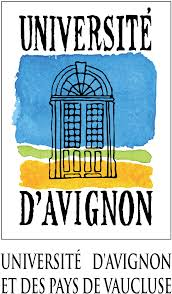 UNIVERSITÉ
D'AVIGNON
UNIVERSITÉ D'AVIGNON
ET DES PAYS DE VAUCLUSE